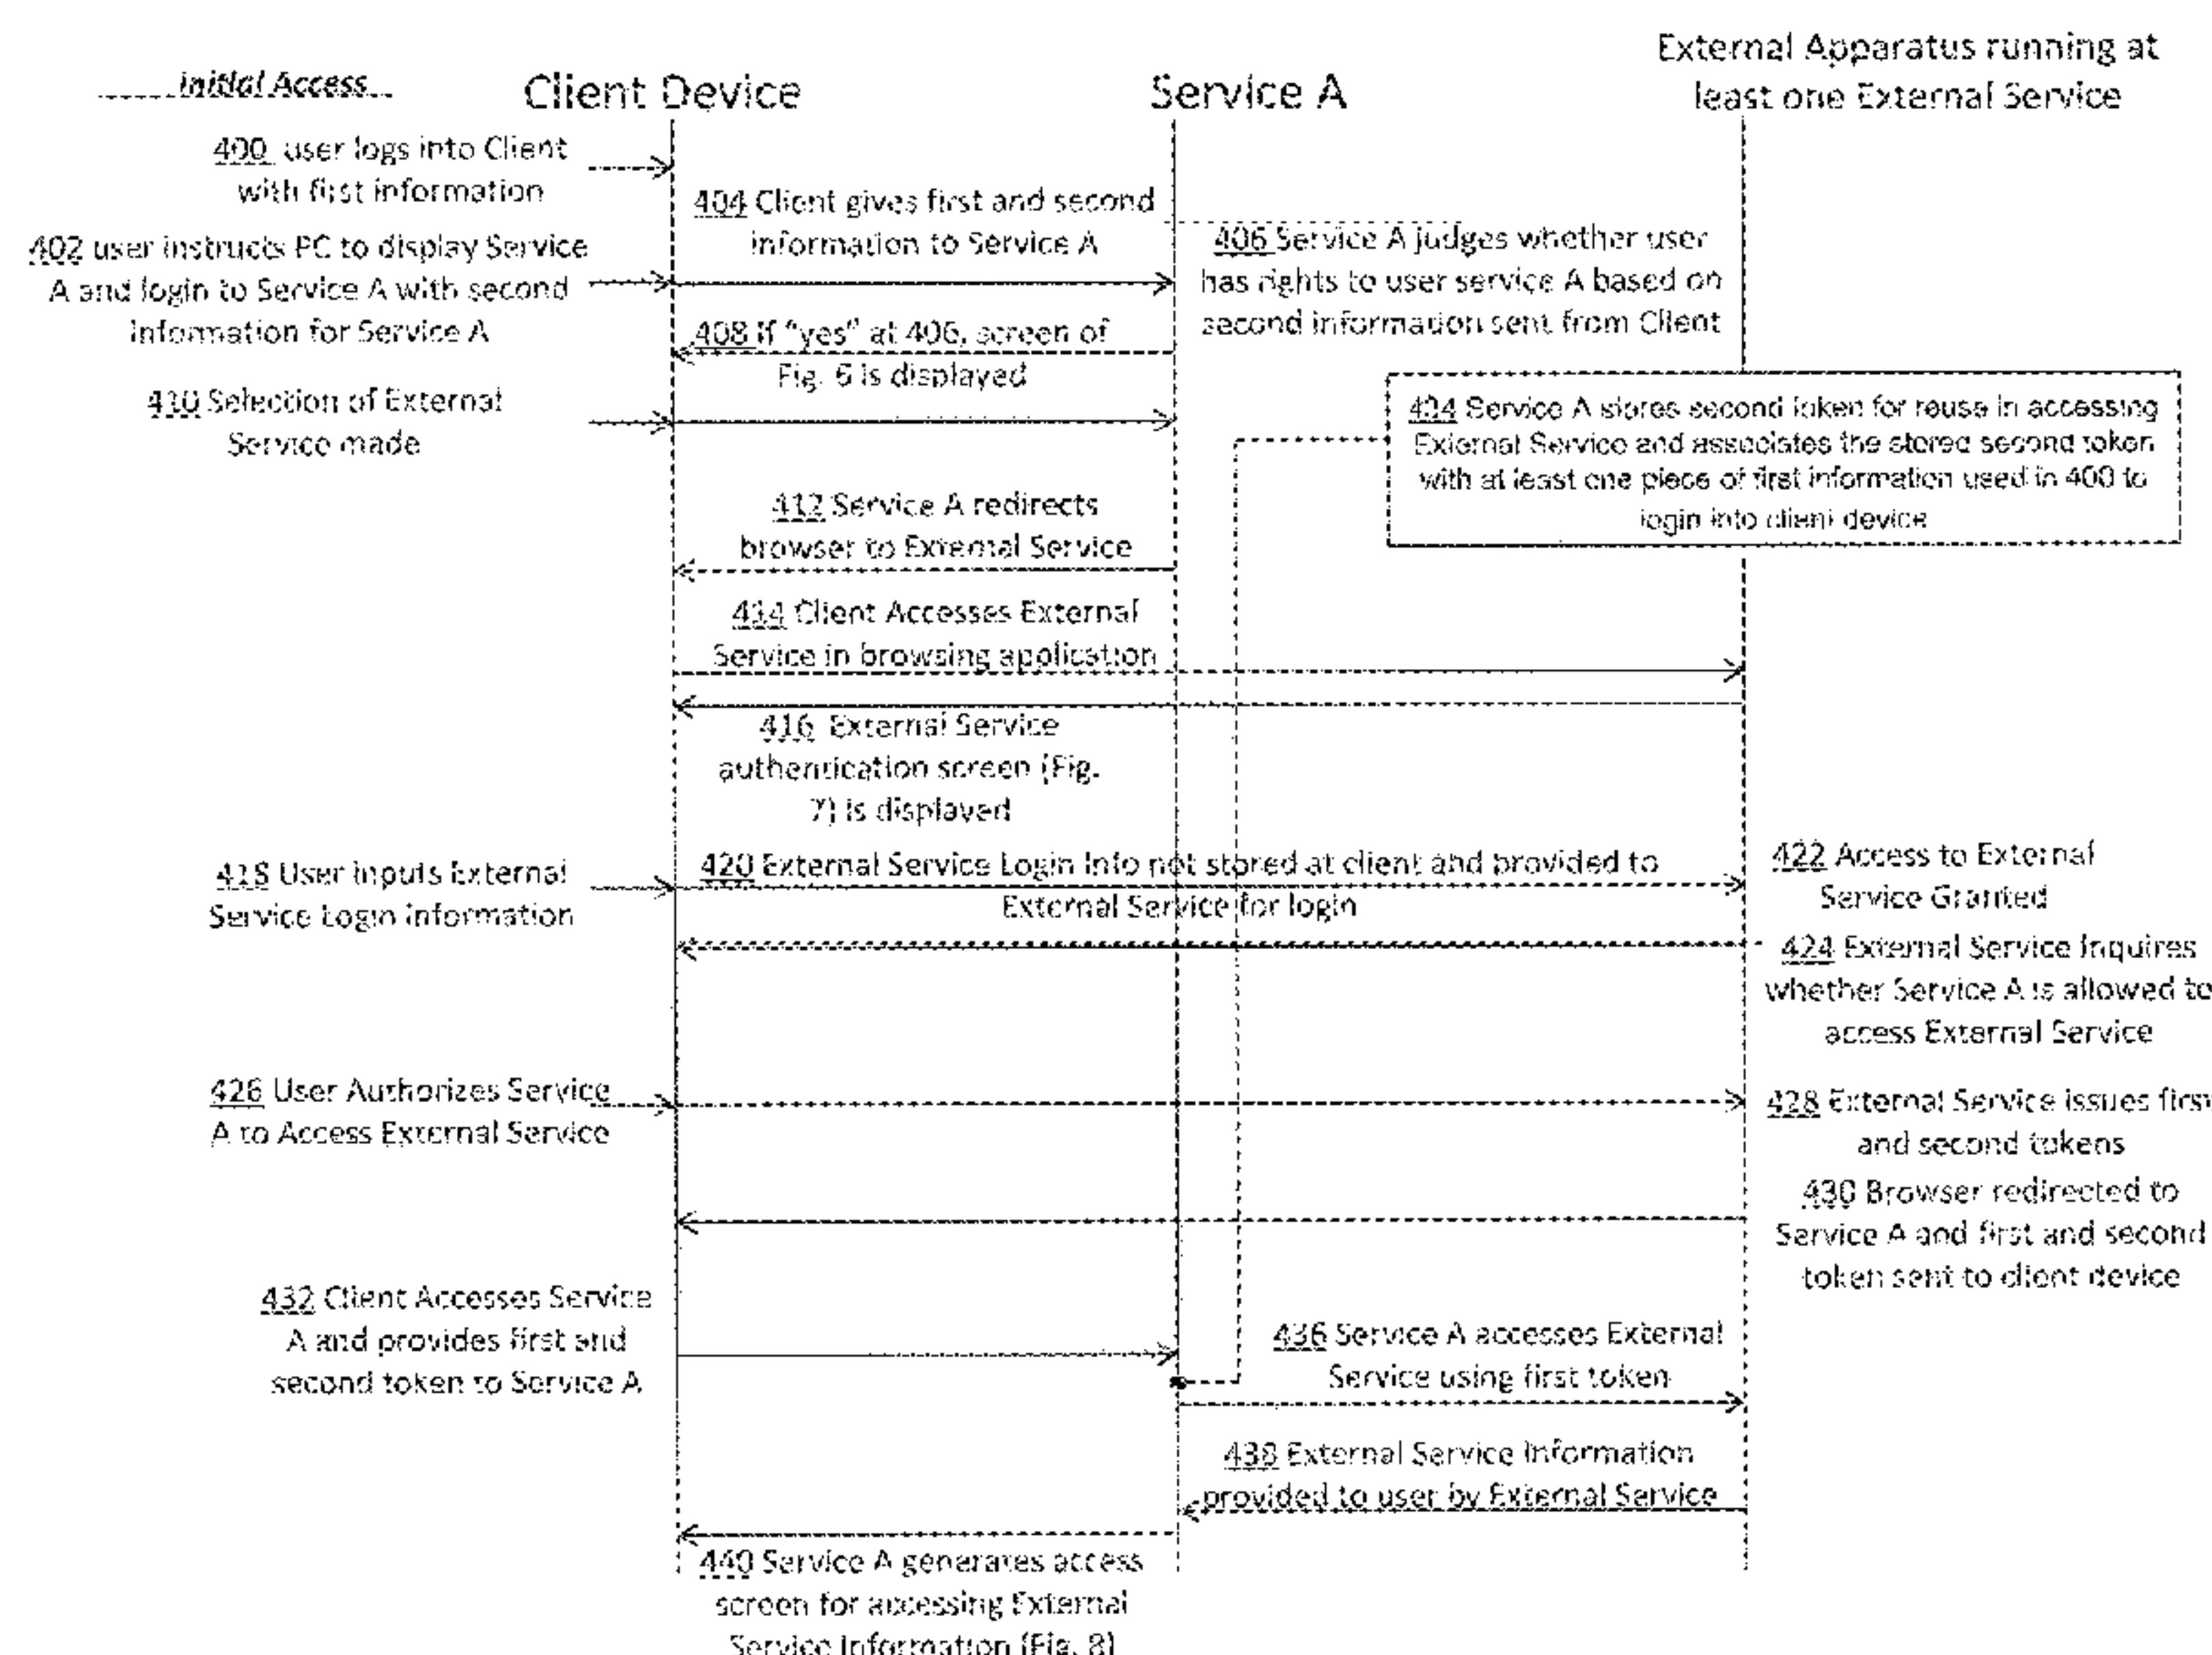 Initial Access
Client Device
Service A
External Apparatus running at
least one External Service
400 user logs into Client
with first information
402 user instructs PC to display Service
A and login to Service A with second
information for Service A
404 Client gives first and second
information to Service A
406 Service A judges whether user
has rights to user service A based on
second information sent from Client
408 If "yes" at 406, screen of
Fig. 6 is displayed
410 Selection of External
Service made
434 Service A stores second token for reuse in accessing
External Service and associates the stored second token
with at least one piece of first information used in 400 to
login into client device
412 Service A redirects
browser to External Service
414 Client Accesses External
Service in browsing application
416 External Service
authentication screen (Fig.
7) is displayed
418 User Inputs External
Service Login Information
420 External Service Login Info not stored at client and provided to
External Service for login
422 Access to External
Service Granted
424 External Service Inquires
whether Service A is allowed to
access External Service
426 User Authorizes Service
A to Access External Service
428 External Service issues first
and second tokens
430 Browser redirected to
Service A and first and second
token sent to client device
432 Client Accesses Service
A and provides first and
second token to Service A
436 Service A accesses External
Service using first token
438 External Service Information
provided to user by External Service
440 Service A generates access
screen for accessing External
Service Information (Fig. 8)